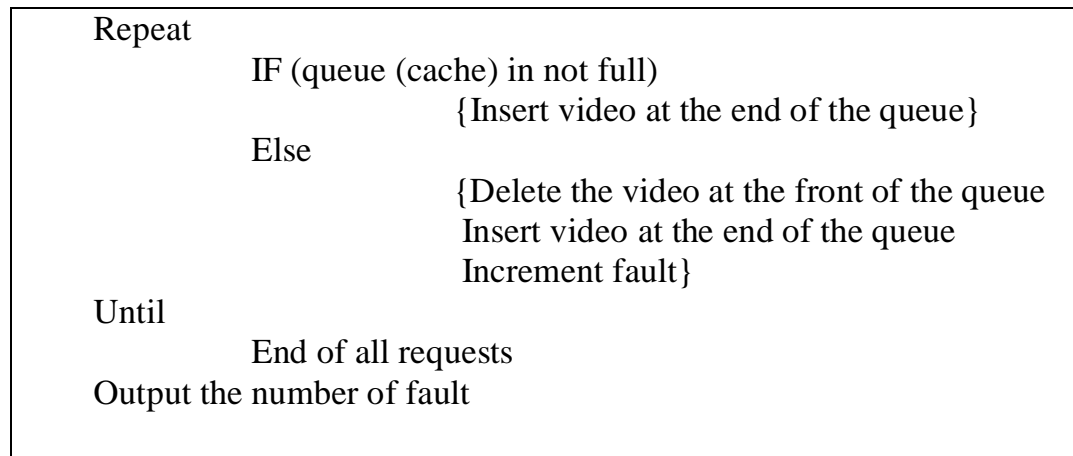 Repeat
IF (queue (cache) in not full)
{Insert video at the end of the queue}
Else
{Delete the video at the front of the queue
Insert video at the end of the queue
Increment fault}
Until
End of all requests
Output the number of fault